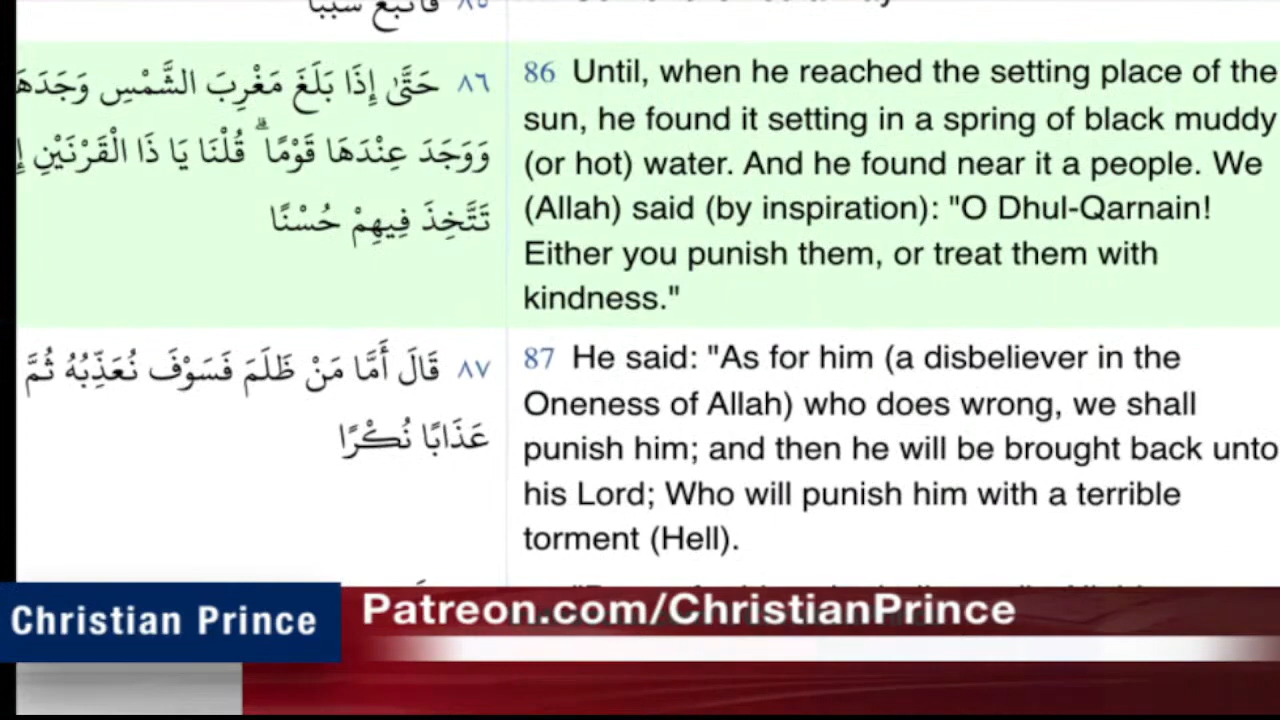 ٨٥ فَأَتْبَعَ سَبَبًا
٨٦ حَتَّىٰ إِذَا بَلَغَ مَغْرِبَ الشَّمْسِ وَجَدَهَا
وَوَجَدَ عِنْدَهَا قَوْمًا ۗ قُلْنَا يَا ذَا الْقَرْنَيْنِ
تَتَّخِذَ فِيهِمْ حُسْنًا
86 Until, when he reached the setting place of the
sun, he found it setting in a spring of black muddy
(or hot) water. And he found near it a people. We
(Allah) said (by inspiration): "O Dhul-Qarnain!
Either you punish them, or treat them with
kindness."
٨٧ قَالَ أَمَّا مَنْ ظَلَمَ فَسَوْفَ نُعَذِّبُهُ ثُمَّ
عَذَابًا نُكْرًا
87 He said: "As for him (a disbeliever in the
Oneness of Allah) who does wrong, we shall
punish him; and then he will be brought back unto
his Lord; Who will punish him with a terrible
torment (Hell).
Christian Prince
Patreon.com/ChristianPrince